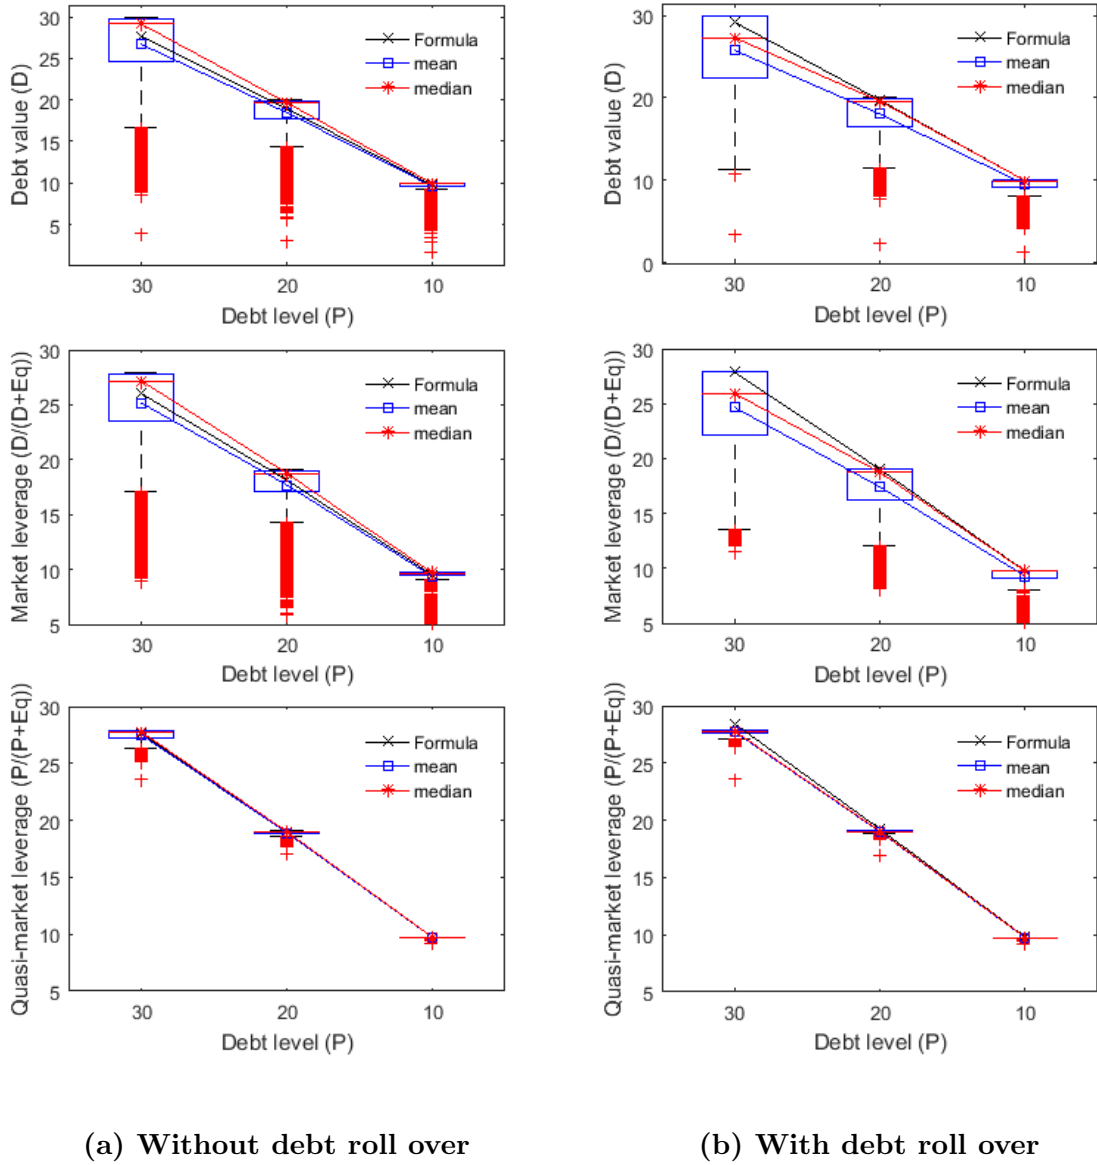 30
25
20
15
10
5
Debt value (D)
Formula
mean
median
30 20 10
Debt level (P)
30
20
10
0
Debt value (D)
Formula
mean
median
30 20 10
Debt level (P)
30
25
20
15
10
5
Market leverage (D/(D+Eq))
Formula
mean
median
30 20 10
Debt level (P)
30
25
20
15
10
5
Market leverage (D/(D+Eq))
Formula
mean
median
30 20 10
Debt level (P)
30
25
20
15
10
5
Quasi-market leverage (P/(P+Eq))
Formula
mean
median
30 20 10
Debt level (P)
30
25
20
15
10
5
Quasi-market leverage (P/(P+Eq))
Formula
mean
median
30 20 10
Debt level (P)
(a) Without debt roll over
(b) With debt roll over